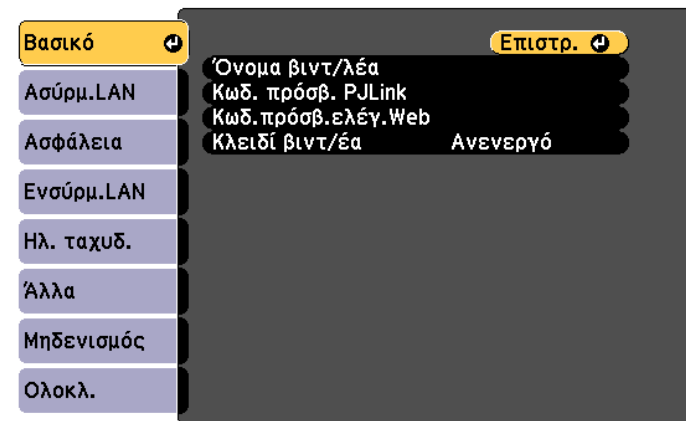 Βασικό
Ασύρμ.LAN
Ασφάλεια
Ενσύρμ.LAN
Ηλ. ταχυδ.
Άλλα
Μηδενισμός
Ολοκλ.
Επιστρ.
Όνομα βιντ/λέα
Κωδ. πρόσβ. PJLink
Κωδ.πρόσβ.ελέγ.Web
Κλειδί βιντ/έα Ανενεργό